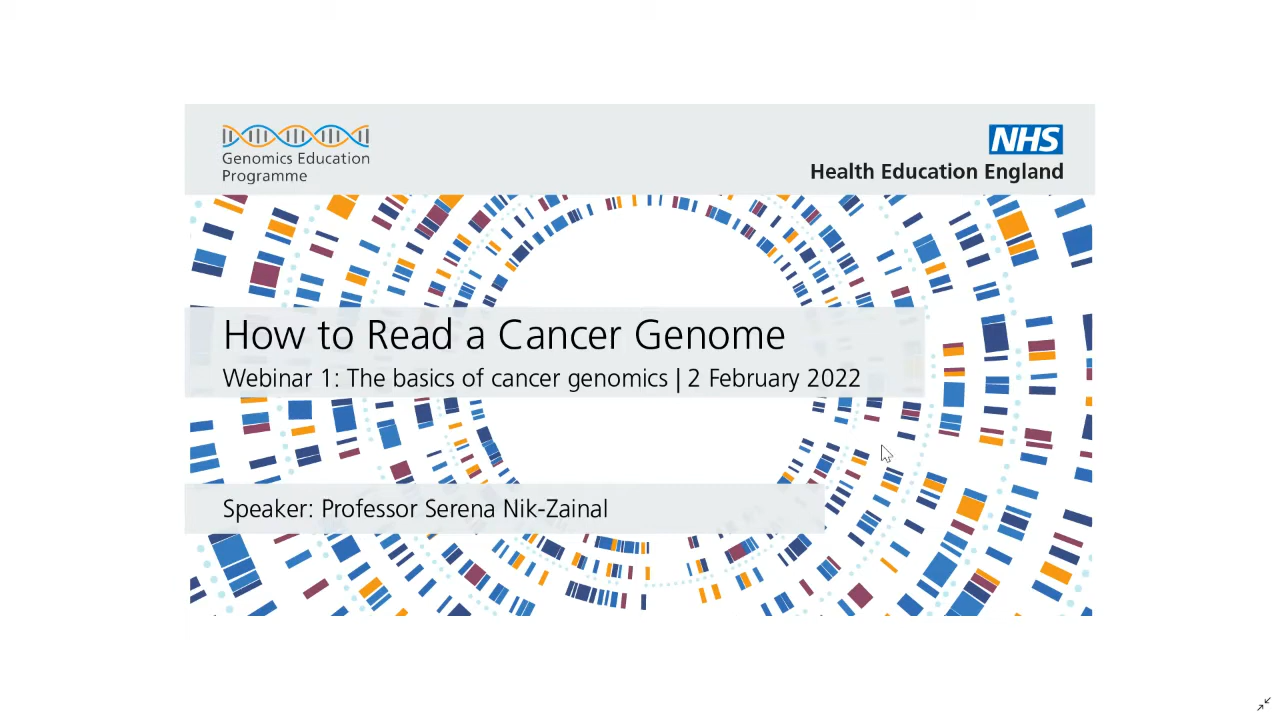 Genomics Education
Programme
NHS
Health Education England
How to Read a Cancer Genome
Webinar 1: The basics of cancer genomics | 2 February 2022
Speaker: Professor Serena Nik-Zainal